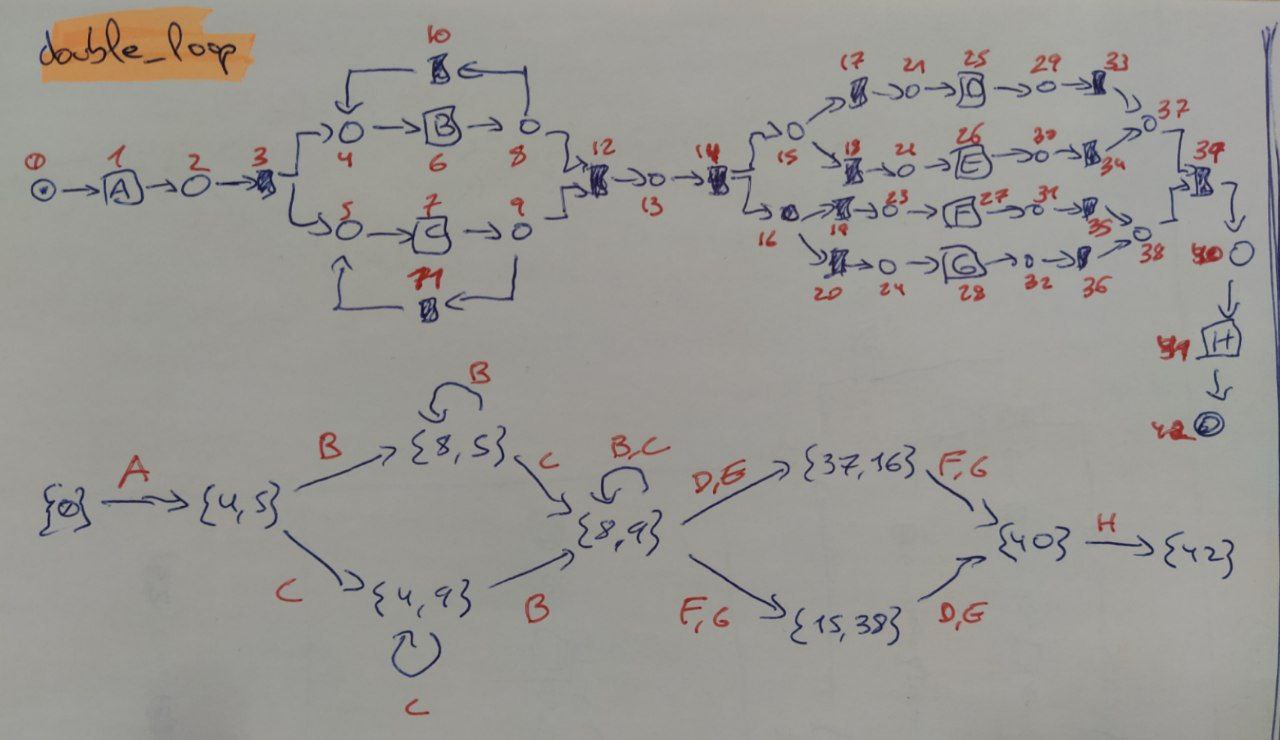 double_loop
10 17 21 25 29 33
D 37
B
0 1 2 3 4 6 8 12 14 15 18 22 26 30 34 39
A E
13
5 7 9 16 19 23 27 31 35
C F
11 20 24 28 32 36 38 40
G
41 H
42
B
B {8,5} C B,C D,E {37,16} F,G
A
{0} {4,5} {8,9} {40} H {42}
C {4,9} B F,G {15,38} D,E
C